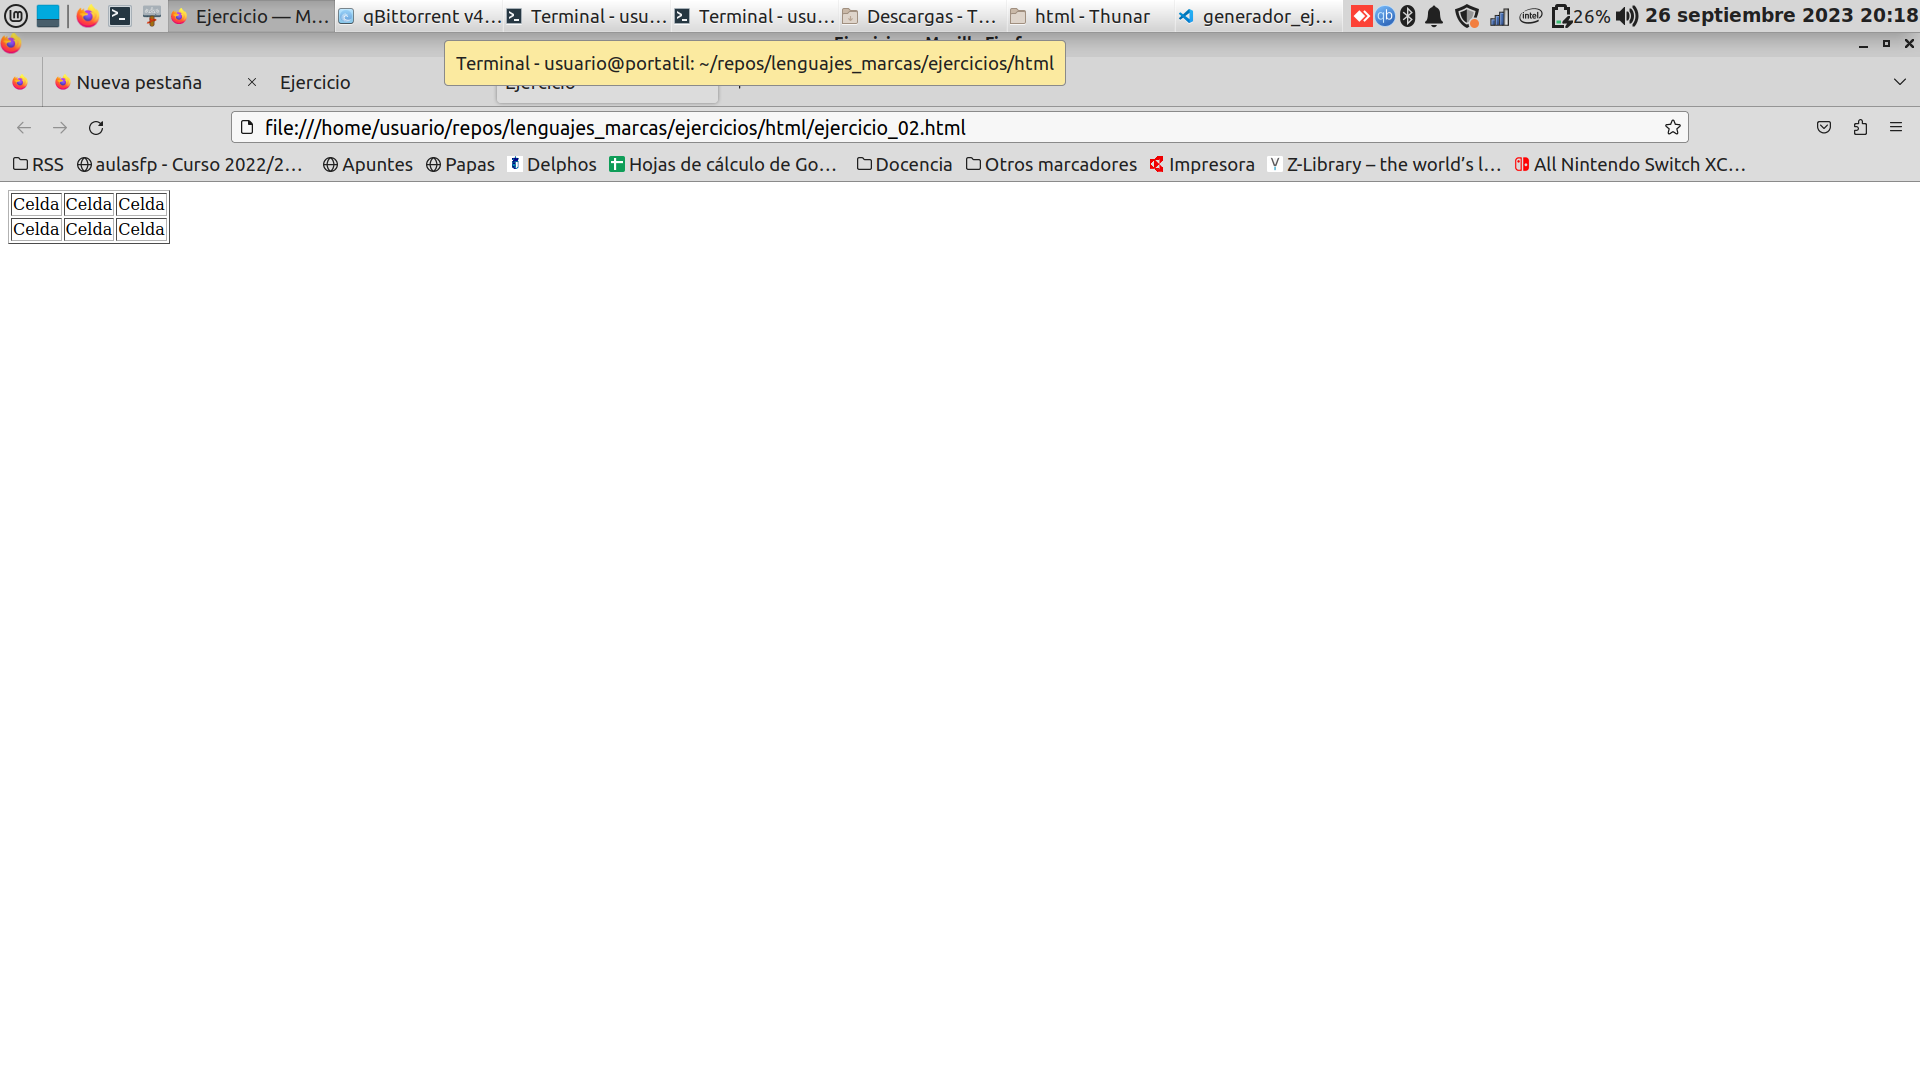 Ejercicio — M... qBittorrent v4... Terminal - usu... Terminal - usu... Descargas - T... html - Thunar generador_ej... qb intel 26% 26 septiembre 2023 20:18
Terminal - usuario@portatil: ~/repos/lenguajes_marcas/ejercicios/html
Nueva pestaña Ejercicio Ejercicio
file:///home/usuario/repos/lenguajes_marcas/ejercicios/html/ejercicio_02.html
RSS aulasfp - Curso 2022/2... Apuntes Papas Delphos Hojas de cálculo de Go... Docencia Otros marcadores Impresora Z-Library – the world's l... All Nintendo Switch XC...
Celda Celda Celda
Celda Celda Celda